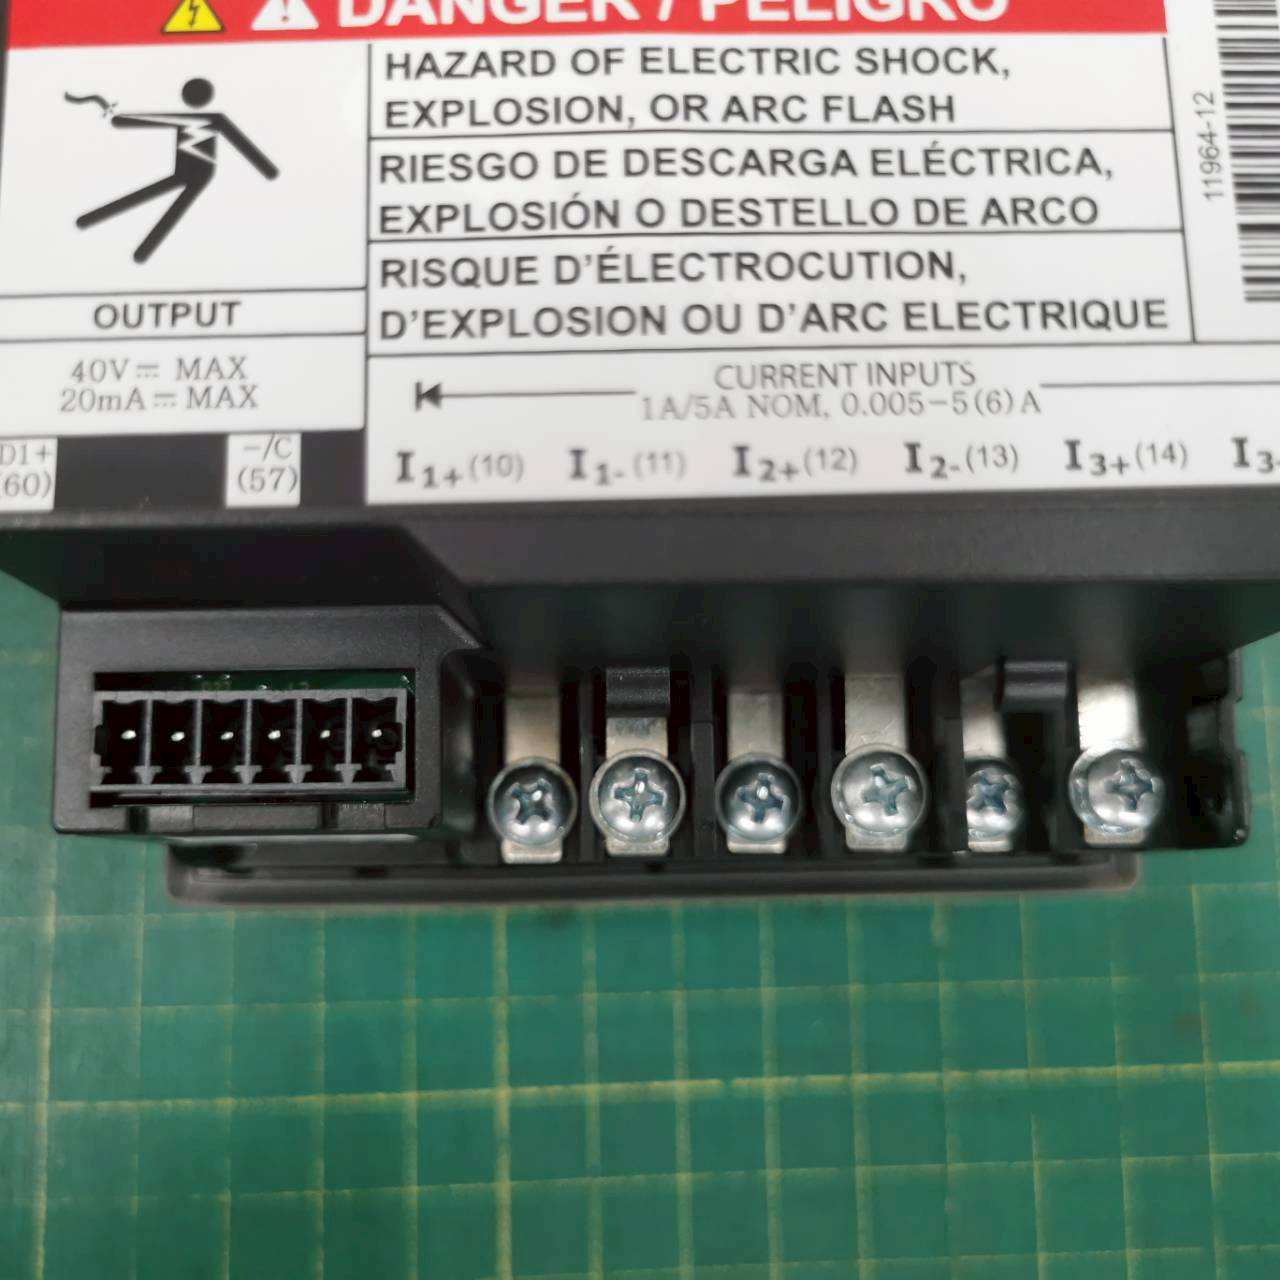 DANGER / PELIGRO
HAZARD OF ELECTRIC SHOCK,
EXPLOSION, OR ARC FLASH
RIESGO DE DESCARGA ELÉCTRICA,
EXPLOSIÓN O DESTELLO DE ARCO
RISQUE D'ÉLECTROCUTION,
D'EXPLOSION OU D'ARC ELECTRIQUE
11964-12
OUTPUT
40V⎓ MAX
20mA⎓ MAX
D1+
(60)
-/C
(57)
CURRENT INPUTS
1A/5A NOM, 0.005-5(6)A
I1+(10) I1-(11) I2+(12) I2-(13) I3+(14) I3-